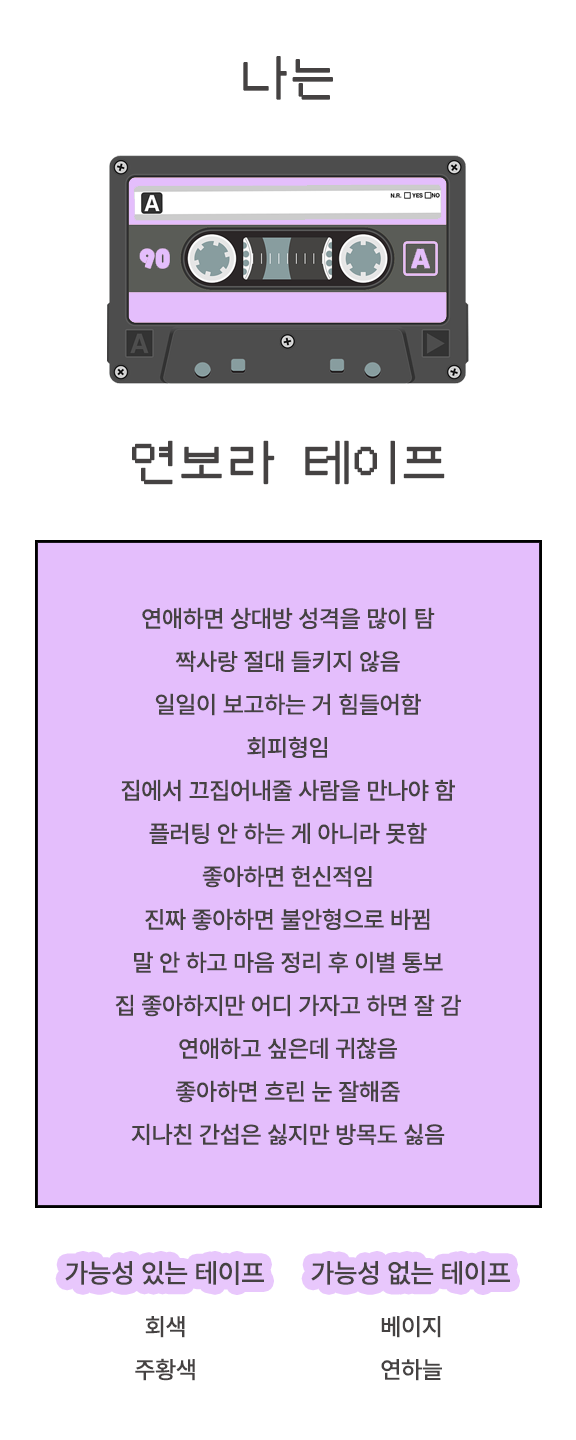 나는
A
N.R. YES NO
90
A
A
연보라 테이프
연애하면 상대방 성격을 많이 탐
짝사랑 절대 들키지 않음
일일이 보고하는 거 힘들어함
회피형임
집에서 끄집어내줄 사람을 만나야 함
플러팅 안 하는 게 아니라 못함
좋아하면 헌신적임
진짜 좋아하면 불안형으로 바뀜
말 안 하고 마음 정리 후 이별 통보
집 좋아하지만 어디 가자고 하면 잘 감
연애하고 싶은데 귀찮음
좋아하면 흐린 눈 잘해줌
지나친 간섭은 싫지만 방목도 싫음
가능성 있는 테이프
회색
주황색
가능성 없는 테이프
베이지
연하늘